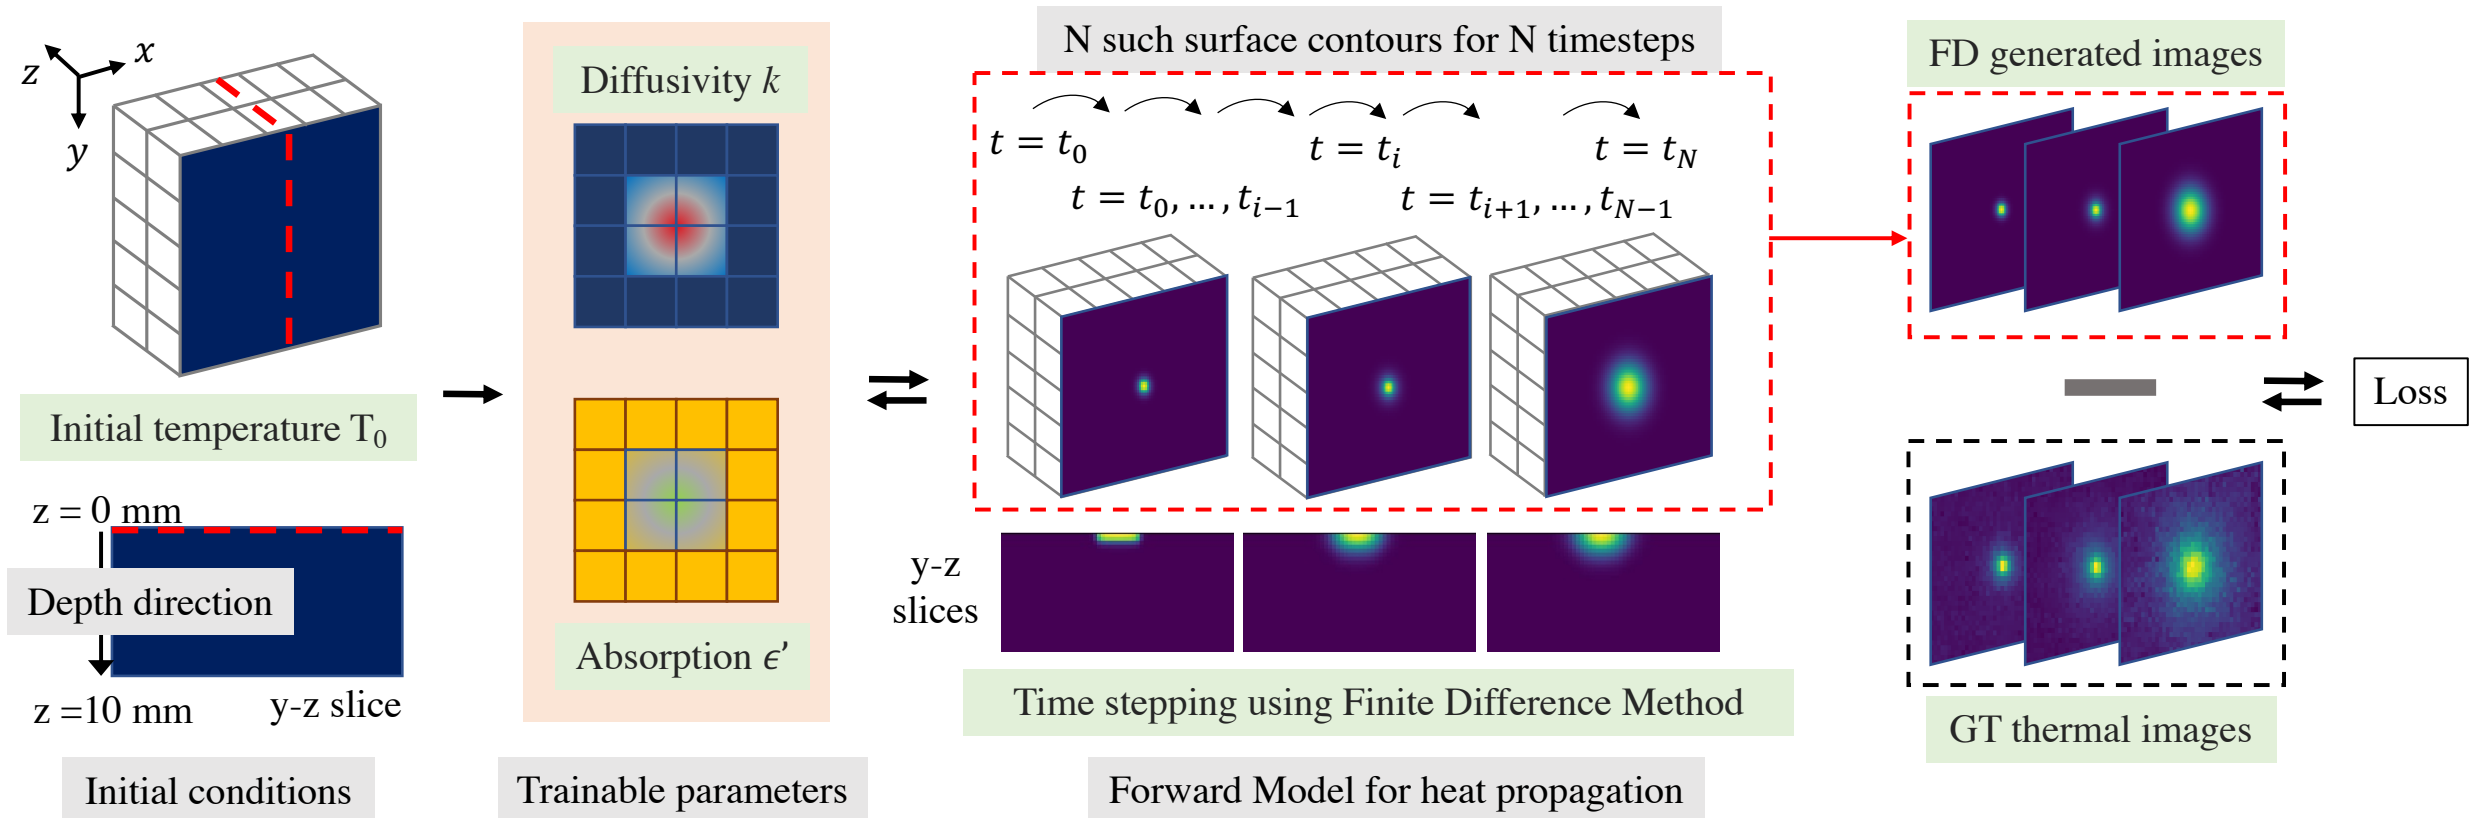 z
x
y
Initial temperature T₀
z = 0 mm
Depth direction
z =10 mm
y-z slice
Initial conditions
Diffusivity k
Absorption ϵ’
Trainable parameters
N such surface contours for N timesteps
t = t₀
t = tᵢ
t = t_N
t = t₀, … , tᵢ₋₁
t = tᵢ₊₁, … , t_{N−1}
y-z
slices
Time stepping using Finite Difference Method
Forward Model for heat propagation
FD generated images
Loss
GT thermal images